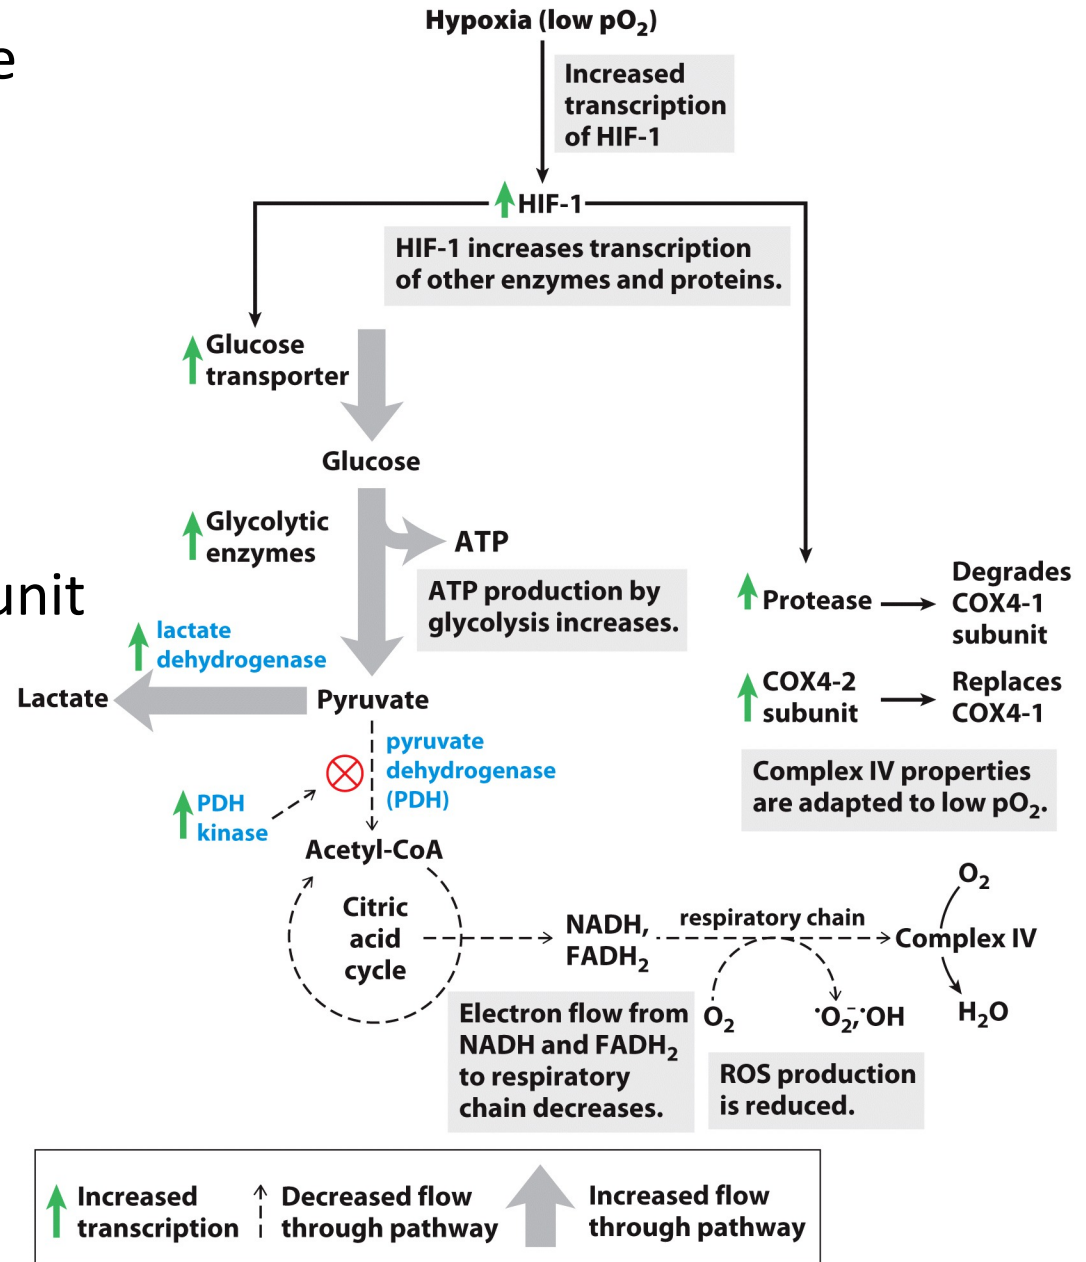 Hypoxia (low pO₂)
e
Increased
transcription
of HIF-1
HIF-1
HIF-1 increases transcription
of other enzymes and proteins.
Glucose
transporter
Glucose
Glycolytic
enzymes
ATP
ATP production by
glycolysis increases.
unit
lactate
dehydrogenase
Lactate
Pyruvate
pyruvate
dehydrogenase
(PDH)
PDH
kinase
Acetyl-CoA
Citric
acid
cycle
Protease
Degrades
COX4-1
subunit
COX4-2
subunit
Replaces
COX4-1
Complex IV properties
are adapted to low pO₂.
NADH,
FADH₂
respiratory chain
Complex IV
O₂
H₂O
O₂
•O₂⁻,•OH
Electron flow from
NADH and FADH₂
to respiratory
chain decreases.
ROS production
is reduced.
Increased
transcription
Decreased flow
through pathway
Increased flow
through pathway